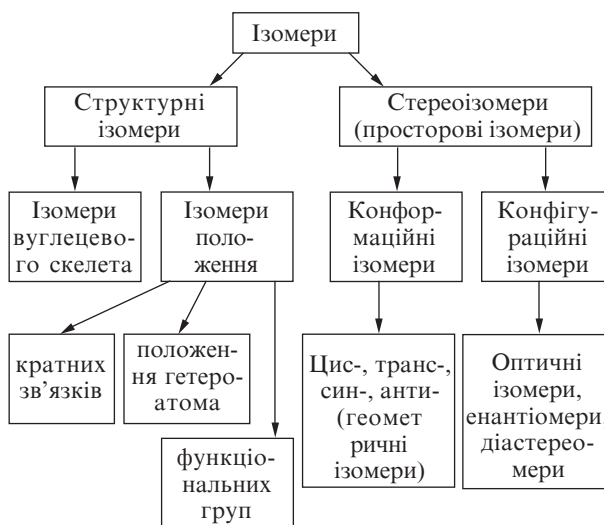 Ізомери
Структурні
ізомери
Стереоізомери
(просторові ізомери)
Ізомери
вуглецево-
го скелета
Ізомери
поло-
ження
Конфор-
маційні
ізомери
Конфігу-
раційні
ізомери
кратних
зв'язків
положен-
ня гетеро-
атома
функціо-
нальних
груп
Цис-, транс-,
син-, анти-
(геомет
ричні
ізомери)
Оптичні
ізомери,
енантіомери,
діастерео-
мери